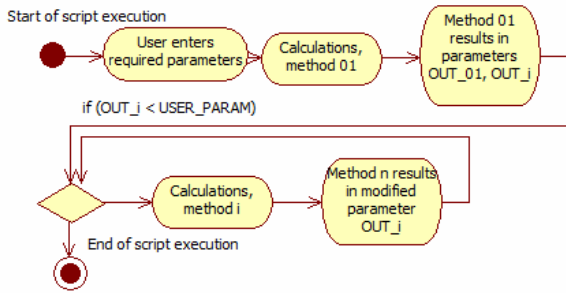 Start of script execution
User enters
required parameters
Calculations,
method 01
Method 01
results in
parameters
OUT_01, OUT_i
if (OUT_i < USER_PARAM)
Calculations,
method i
Method n results
in modified
parameter
OUT_i
End of script execution